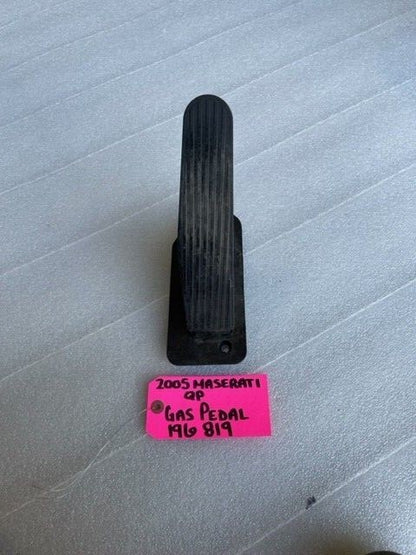 2005 MASERATI
QP
GAS PEDAL
196 819